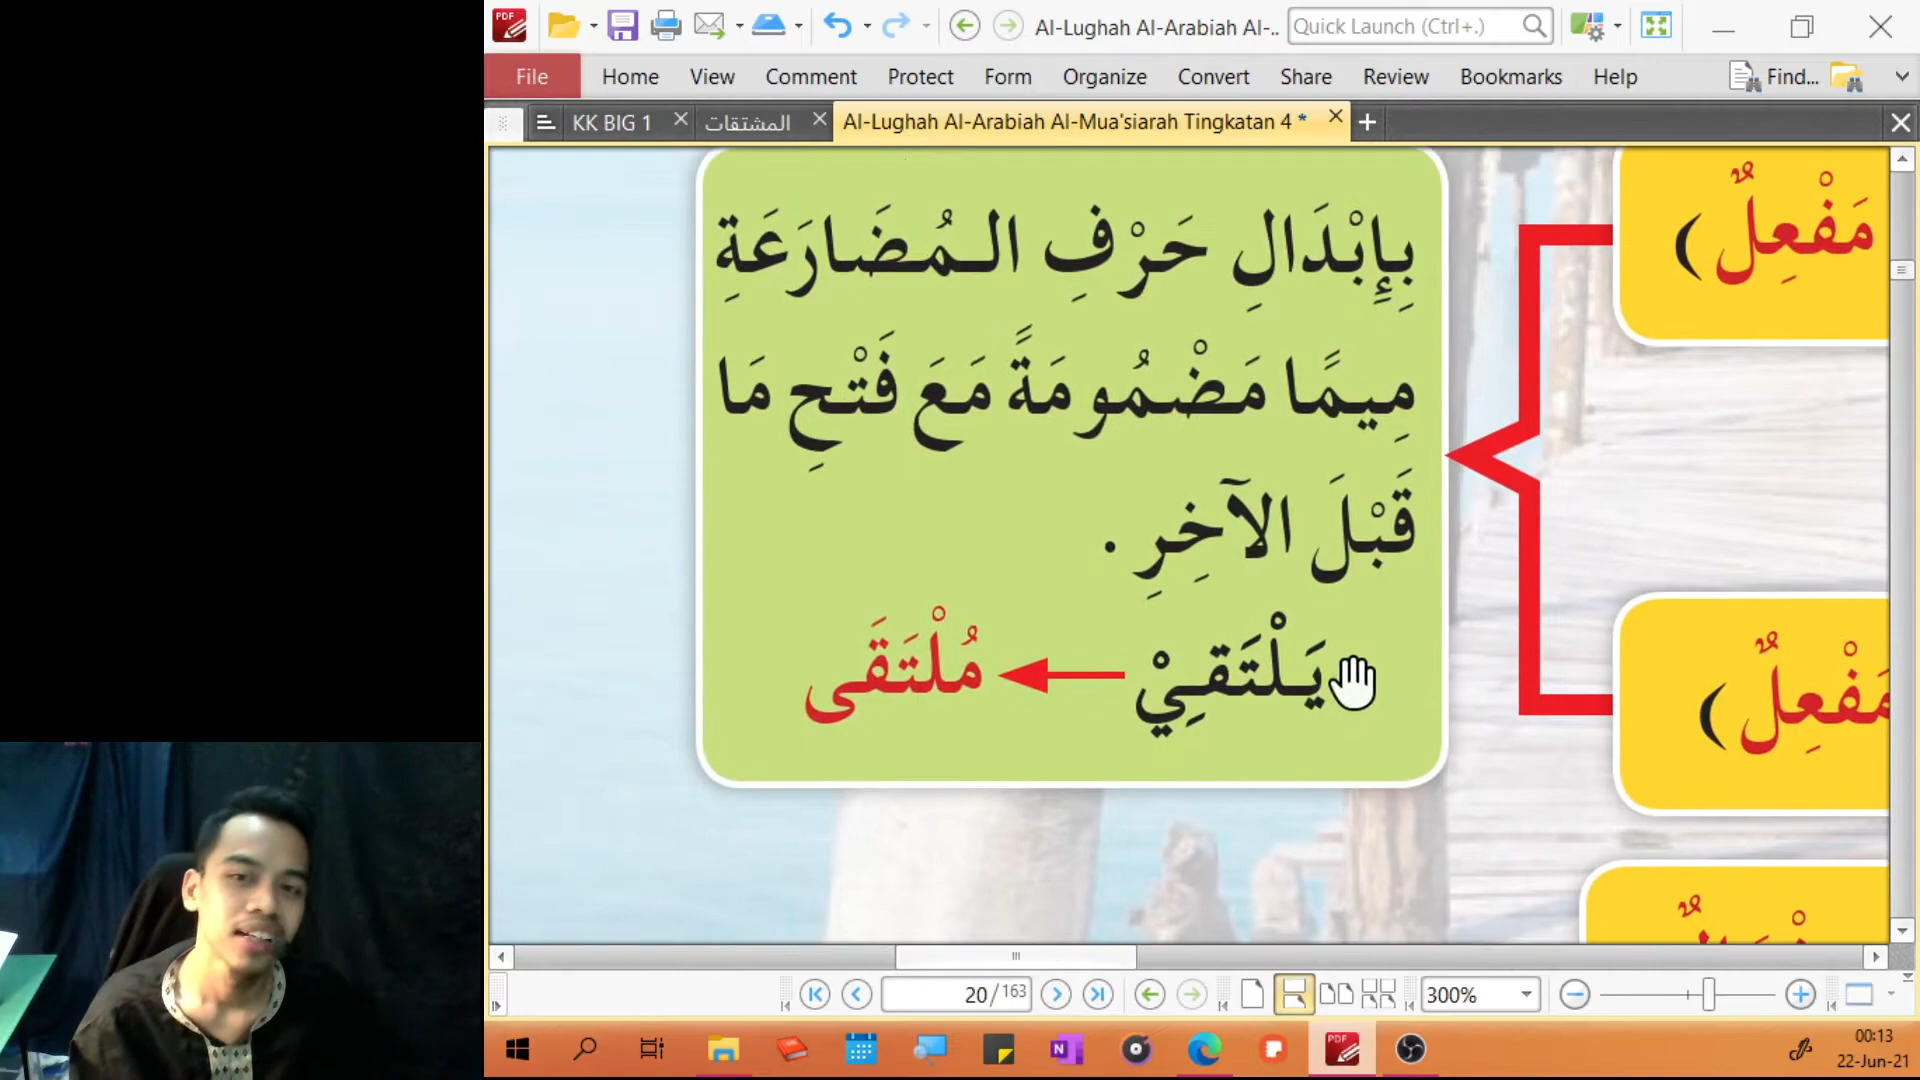 Al-Lughah Al-Arabiah Al-..
Quick Launch (Ctrl+.)
File Home View Comment Protect Form Organize Convert Share Review Bookmarks Help Find...
KK BIG 1 المشتقات Al-Lughah Al-Arabiah Al-Mua'siarah Tingkatan 4 *
بِإِبْدَالِ حَرْفِ الـمُضَارَعَةِ
مِيمًا مَضْمُومَةً مَعَ فَتْحِ مَا
قَبْلَ الآخِرِ .
يَلْتَقِيْ مُلْتَقَى
مَفْعِلٌ)
مَفْعِلٌ)
20/163
300%
00:13
22-Jun-21